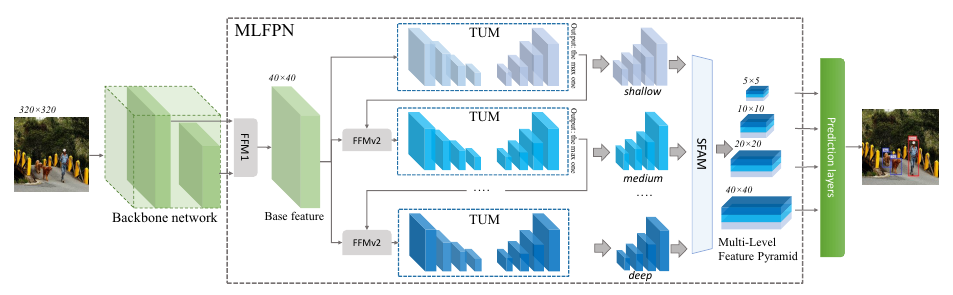 MLFPN
320×320
Backbone network
FFM1
40×40
Base feature
TUM
Output: the max one
shallow
FFMv2
TUM
Output: the max one
medium
....
....
FFMv2
TUM
deep
SFAM
5×5
10×10
20×20
40×40
Multi-Level
Feature Pyramid
Prediction layers